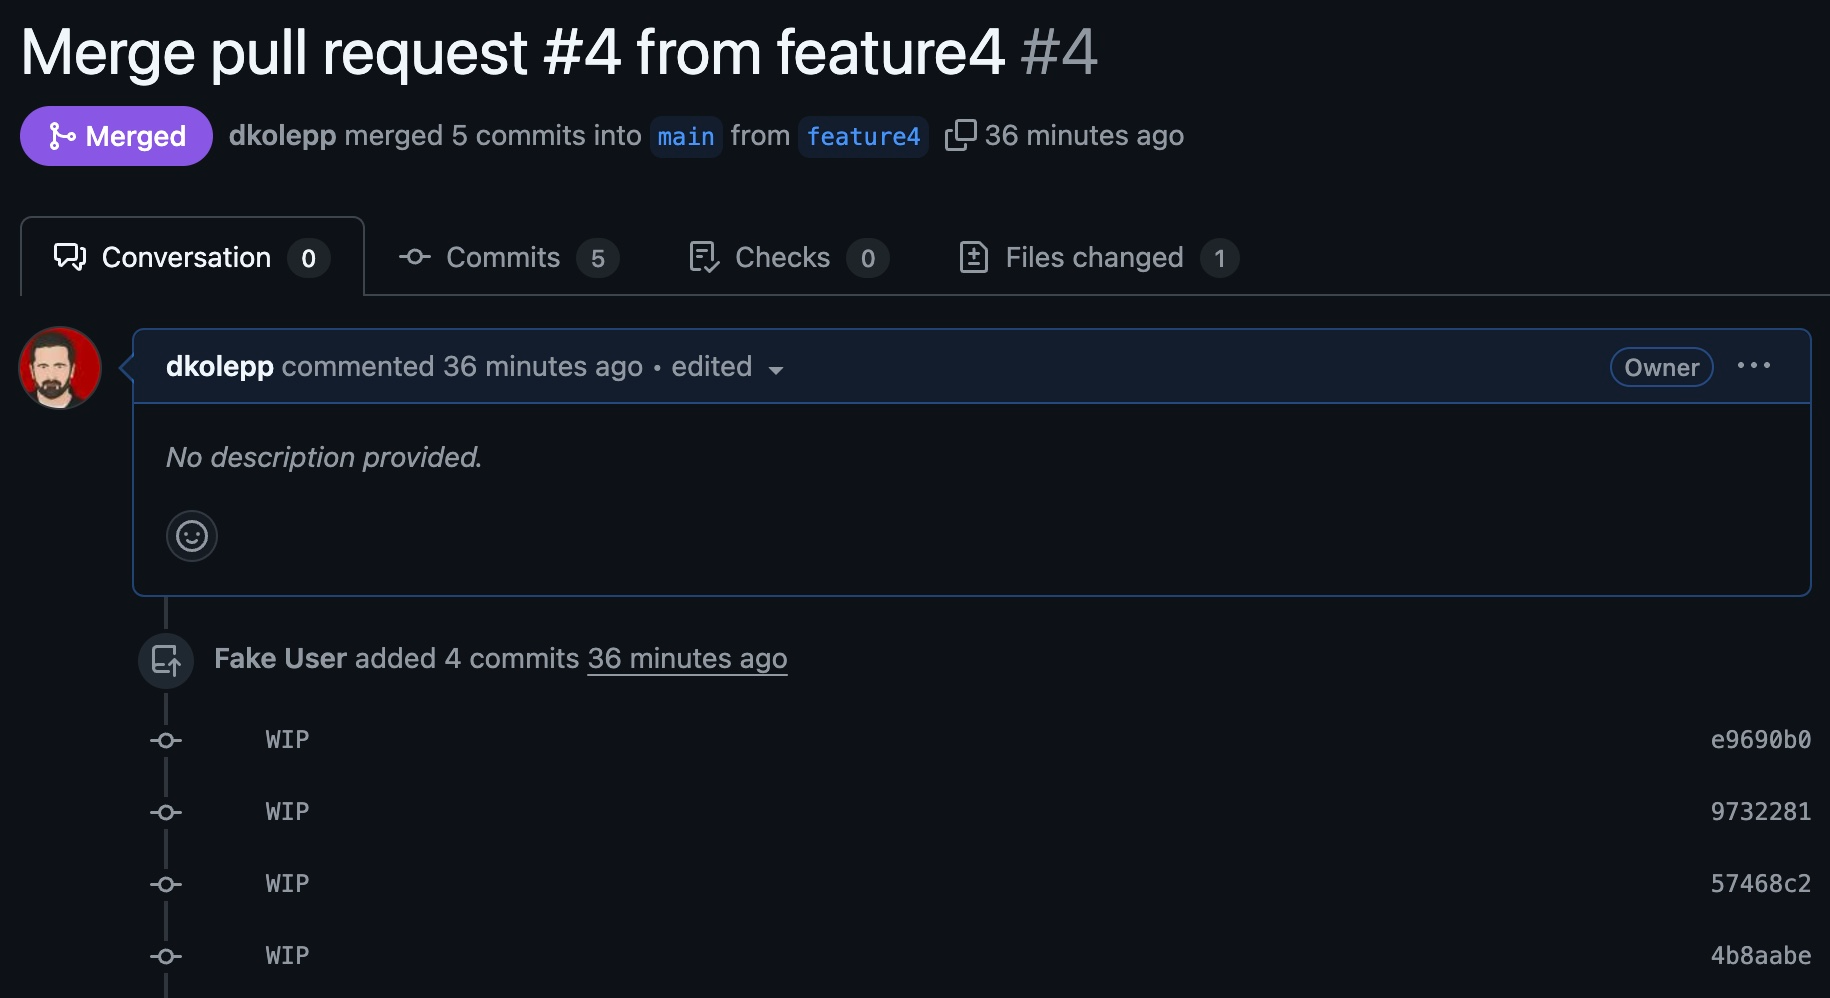 Merge pull request #4 from feature4 #4
Merged dkolepp merged 5 commits into main from feature4 36 minutes ago
Conversation 0 Commits 5 Checks 0 Files changed 1
dkolepp commented 36 minutes ago • edited Owner ···
No description provided.
Fake User added 4 commits 36 minutes ago
WIP e9690b0
WIP 9732281
WIP 57468c2
WIP 4b8aabe